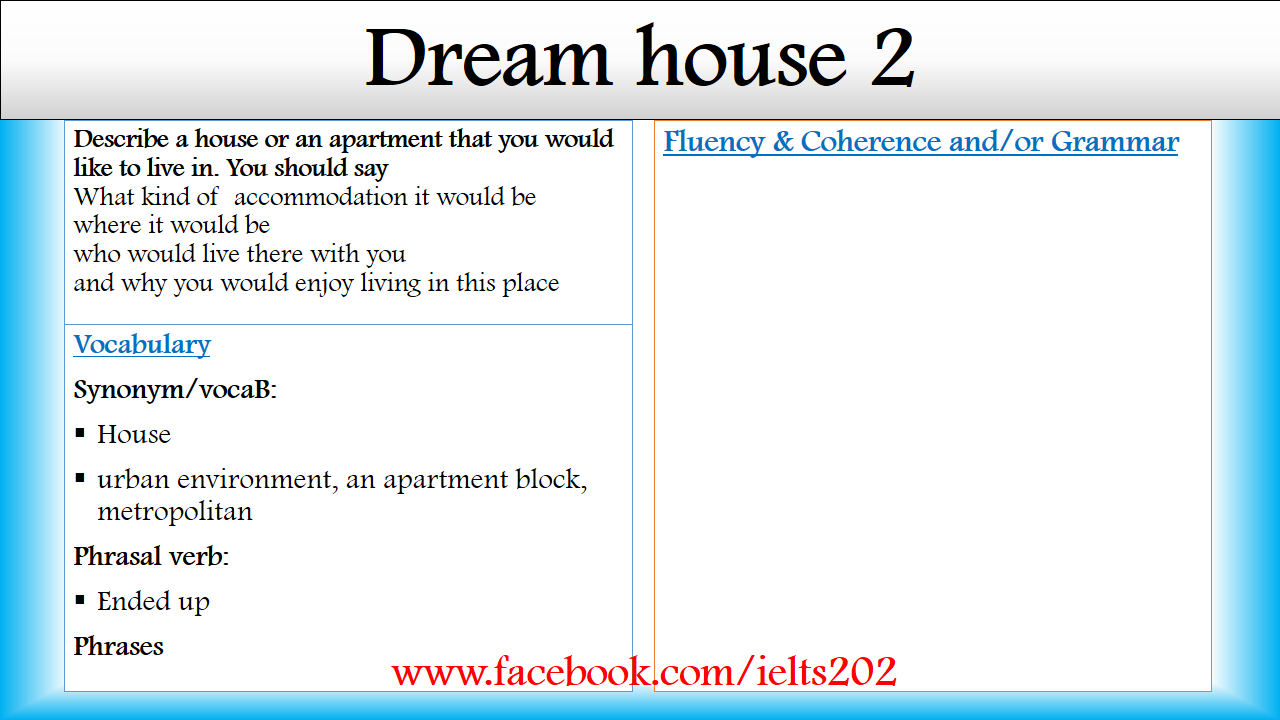 Dream house 2
Describe a house or an apartment that you would
like to live in. You should say
What kind of  accommodation it would be
where it would be
who would live there with you
and why you would enjoy living in this place
Vocabulary
Synonym/vocaB:
▪ House
▪ urban environment, an apartment block,
metropolitan
Phrasal verb:
▪ Ended up
Phrases
Fluency & Coherence and/or Grammar
www.facebook.com/ielts202